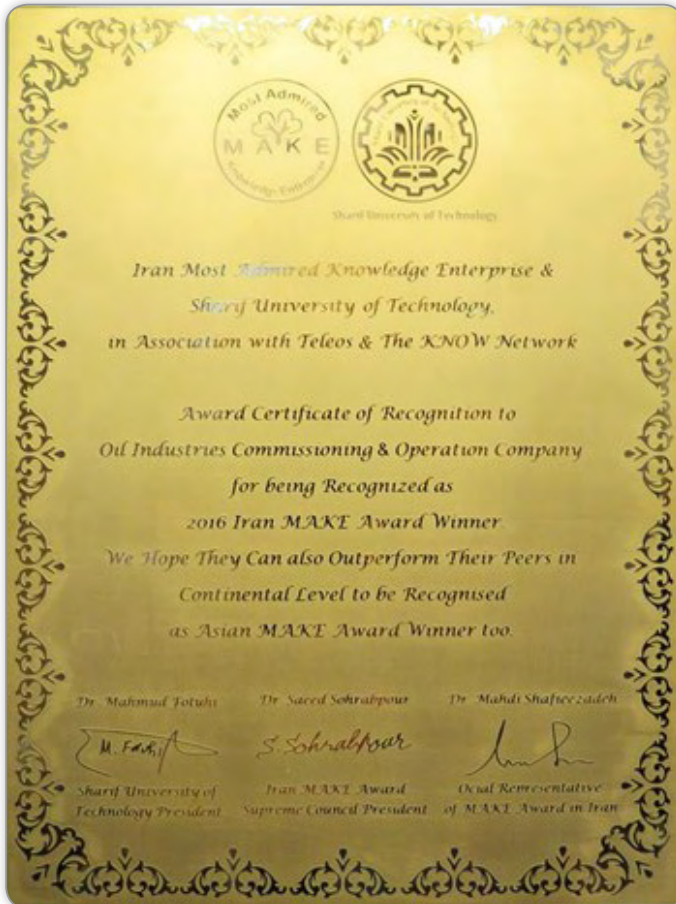 Most Admired
MAKE
Knowledge Enterprise
Sharif University of Technology
Iran Most Admired Knowledge Enterprise &
Sharif University of Technology,
in Association with Teleos & The KNOW Network
Award Certificate of Recognition to
Oil Industries Commissioning & Operation Company
for being Recognized as
2016 Iran MAKE Award Winner.
We Hope They Can also Outperform Their Peers in
Continental Level to be Recognised
as Asian MAKE Award Winner too.
Dr. Mahmud Fotuhi Dr. Saeed Sohrabpour Dr. Mahdi Shafieezadeh
M. Fotuhi S. Sohrabpour
Sharif University of Iran MAKE Award Ocial Representative
Technology President Supreme Council President of MAKE Award in Iran